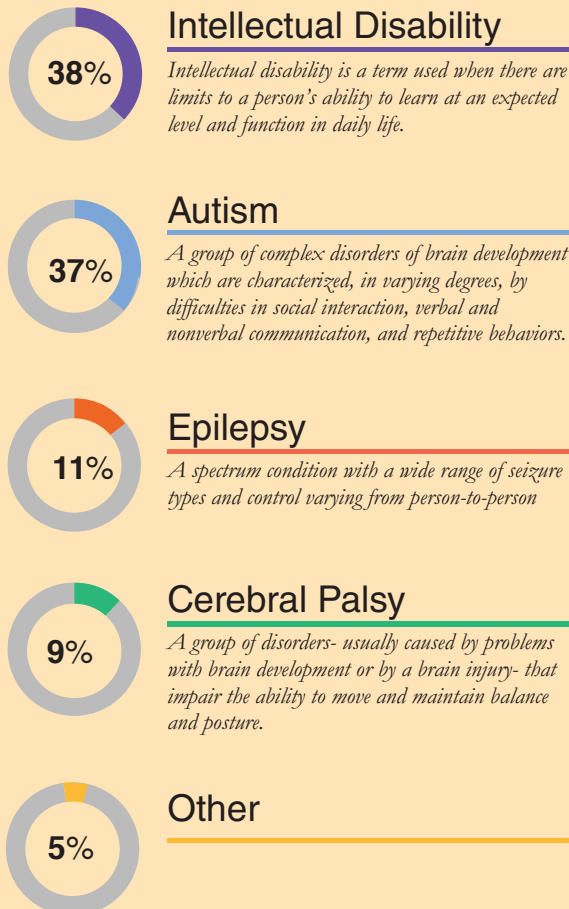 Intellectual Disability
38%
Intellectual disability is a term used when there are
limits to a person's ability to learn at an expected
level and function in daily life.
Autism
37%
A group of complex disorders of brain development
which are characterized, in varying degrees, by
difficulties in social interaction, verbal and
nonverbal communication, and repetitive behaviors.
Epilepsy
11%
A spectrum condition with a wide range of seizure
types and control varying from person-to-person
Cerebral Palsy
9%
A group of disorders- usually caused by problems
with brain development or by a brain injury- that
impair the ability to move and maintain balance
and posture.
Other
5%